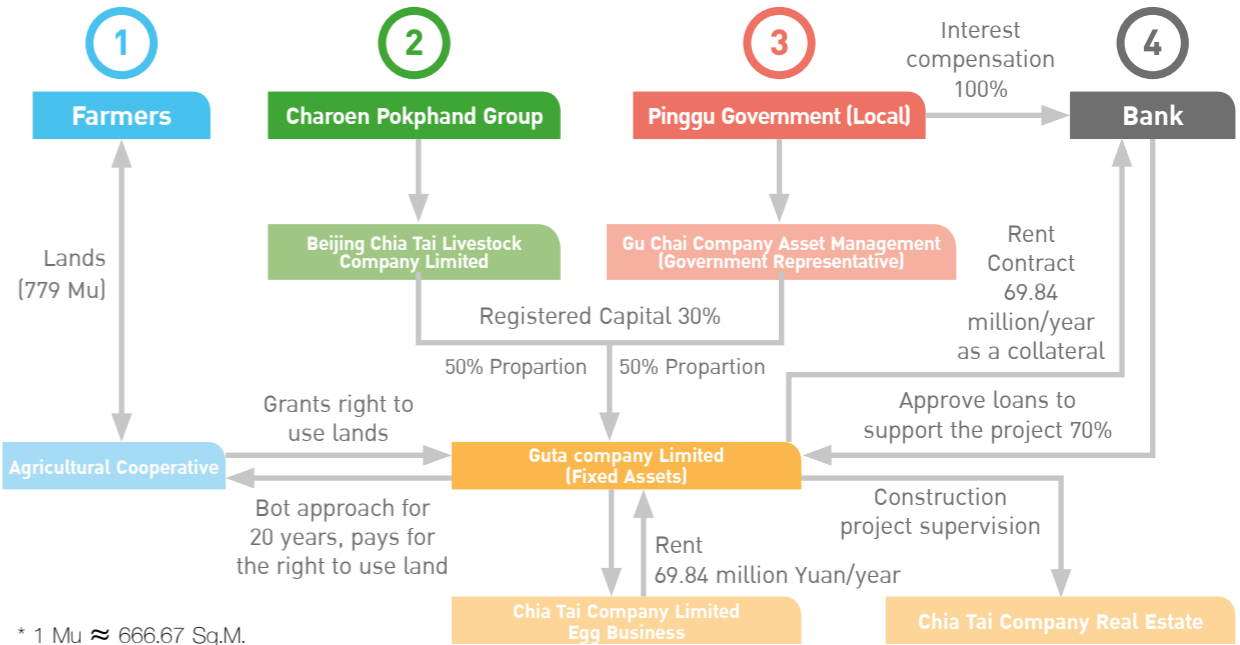 1
2
3
4
Farmers
Charoen Pokphand Group
Pinggu Government (Local)
Interest
compensation
100%
Bank
Lands
(779 Mu)
Beijing Chia Tai Livestock
Company Limited
Gu Chai Company Asset Management
(Government Representative)
Rent
Contract
69.84
million/year
as a collateral
Registered Capital 30%
50% Propartion
50% Propartion
Grants right to
use lands
Approve loans to
support the project 70%
Agricultural Cooperative
Guta company Limited
(Fixed Assets)
Bot approach for
20 years, pays for
the right to use land
Construction
project supervision
Rent
69.84 million Yuan/year
Chia Tai Company Limited
Egg Business
Chia Tai Company Real Estate
* 1 Mu ≈ 666.67 Sq.M.